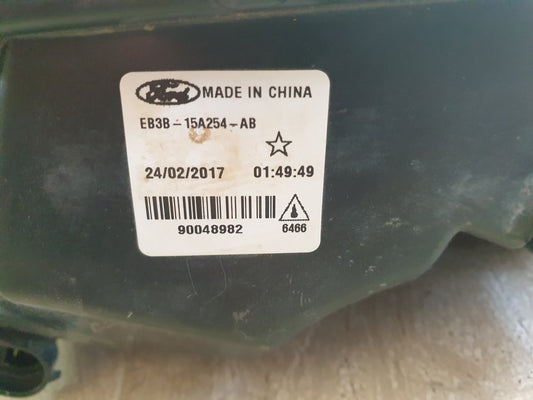 Ford MADE IN CHINA
EB3B-15A254-AB
24/02/2017 01:49:49
90048982 6466